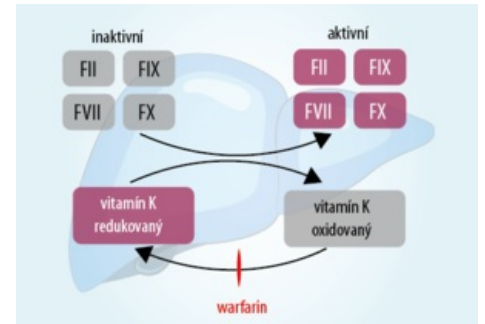 inaktivní
aktivní
FII FIX
FII FIX
FVII FX
FVII FX
vitamín K
redukovaný
vitamín K
oxidovaný
warfarin